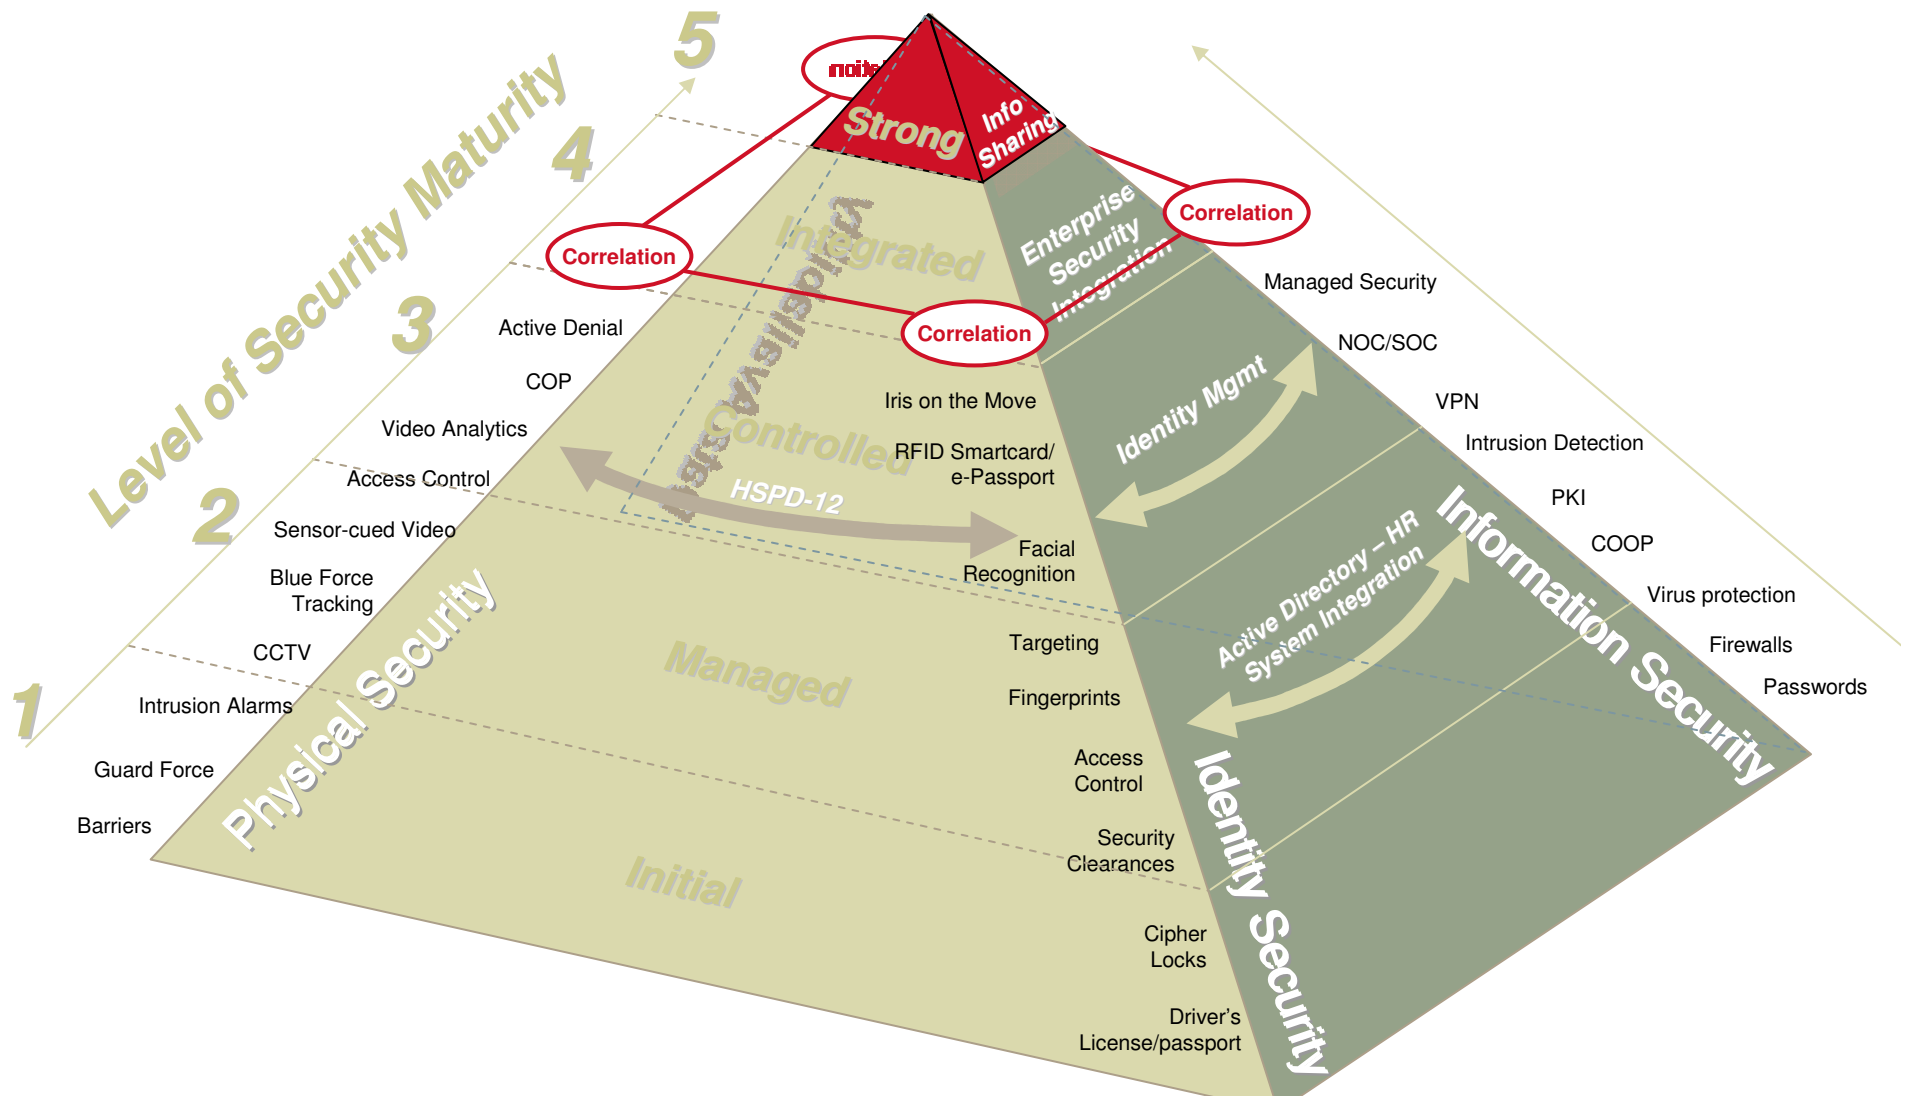 5
4
3
2
1
Level of Security Maturity
Strong
Info
Sharing
Integrated
Controlled
Managed
Initial
Correlation
Correlation
Correlation
Enterprise
Security
Integration
Identity Mgmt
Active Directory – HR
System Integration
HSPD-12
Physical Security
Identity Security
Information Security
Active Denial
COP
Video Analytics
Access Control
Sensor-cued Video
Blue Force
Tracking
CCTV
Intrusion Alarms
Guard Force
Barriers
Iris on the Move
RFID Smartcard/
e-Passport
Facial
Recognition
Targeting
Fingerprints
Access
Control
Security
Clearances
Cipher
Locks
Driver’s
License/passport
Managed Security
NOC/SOC
VPN
Intrusion Detection
PKI
COOP
Virus protection
Firewalls
Passwords